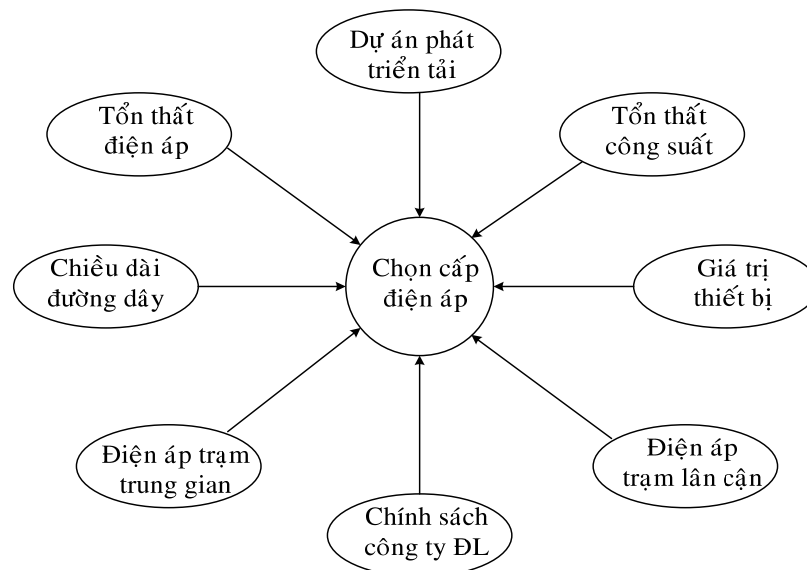 Dự án phát
triển tải
Tổn thất
điện áp
Tổn thất
công suất
Chiều dài
đường dây
Chọn cấp
điện áp
Giá trị
thiết bị
Điện áp trạm
trung gian
Điện áp
trạm lân cận
Chính sách
công ty ĐL